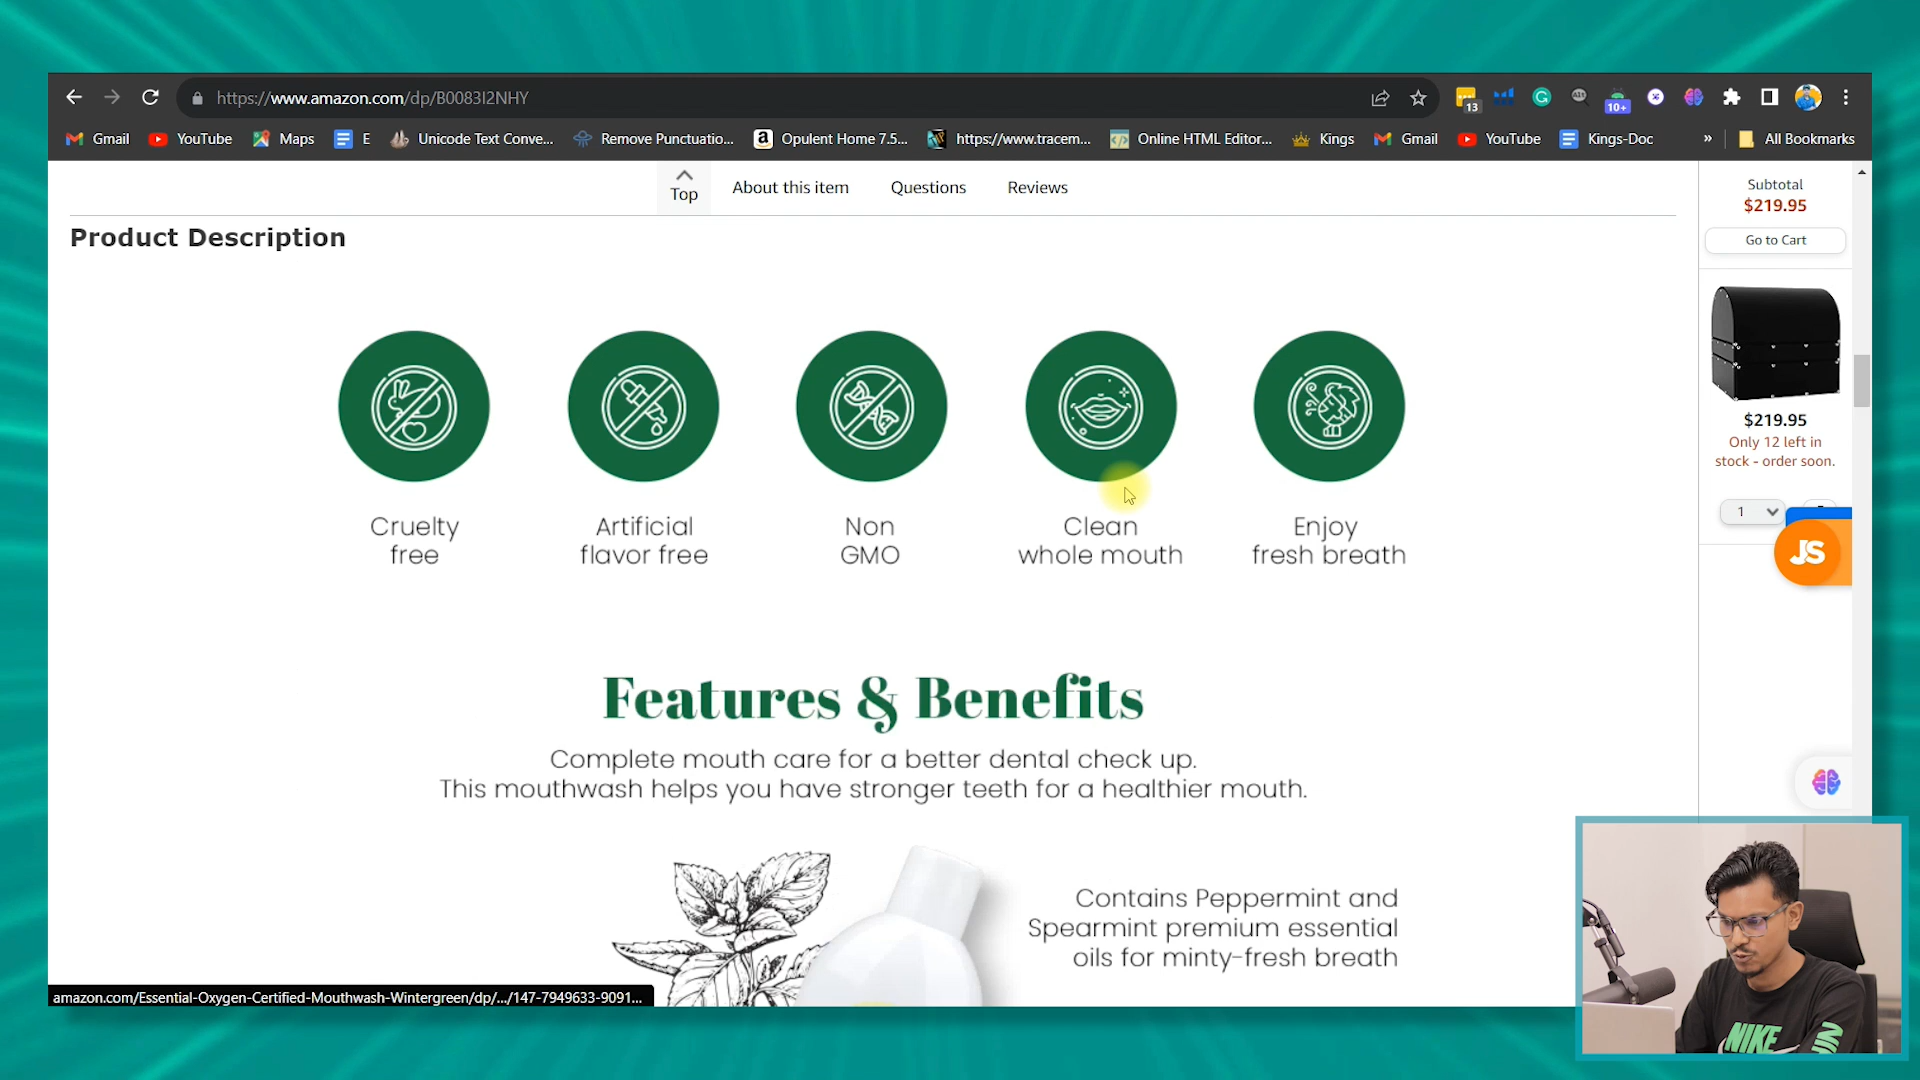 https://www.amazon.com/dp/B0083I2NHY
13
10+
Gmail
YouTube
Maps
E
Unicode Text Conve...
Remove Punctuatio...
a
Opulent Home 7.5...
https://www.tracem...
Online HTML Editor...
Kings
Gmail
YouTube
Kings-Doc
»
All Bookmarks
Top
About this item
Questions
Reviews
Subtotal
$219.95
Go to Cart
Product Description
$219.95
Only 12 left in
stock - order soon.
1
JS
Cruelty
free
Artificial
flavor free
Non
GMO
Clean
whole mouth
Enjoy
fresh breath
Features & Benefits
Complete mouth care for a better dental check up.
This mouthwash helps you have stronger teeth for a healthier mouth.
Contains Peppermint and
Spearmint premium essential
oils for minty-fresh breath
amazon.com/Essential-Oxygen-Certified-Mouthwash-Wintergreen/dp/.../147-7949633-9091...
NIKE